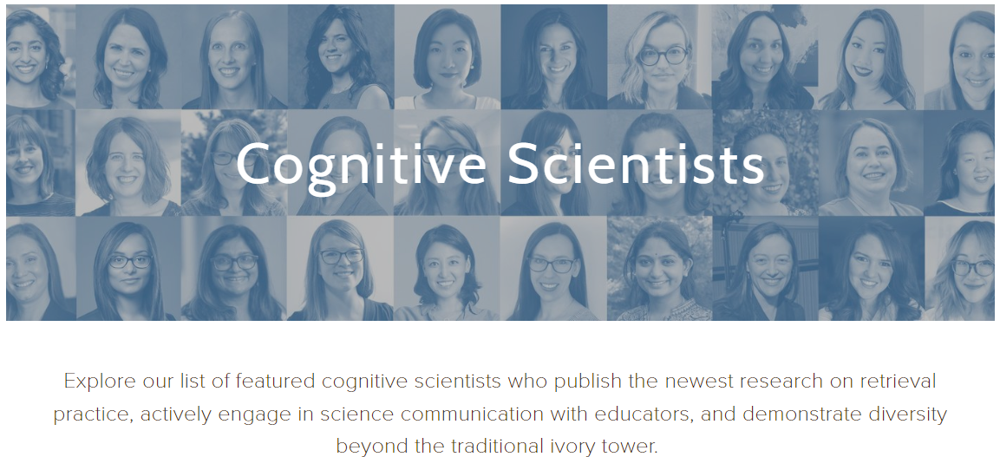 Cognitive Scientists
Explore our list of featured cognitive scientists who publish the newest research on retrieval
practice, actively engage in science communication with educators, and demonstrate diversity
beyond the traditional ivory tower.